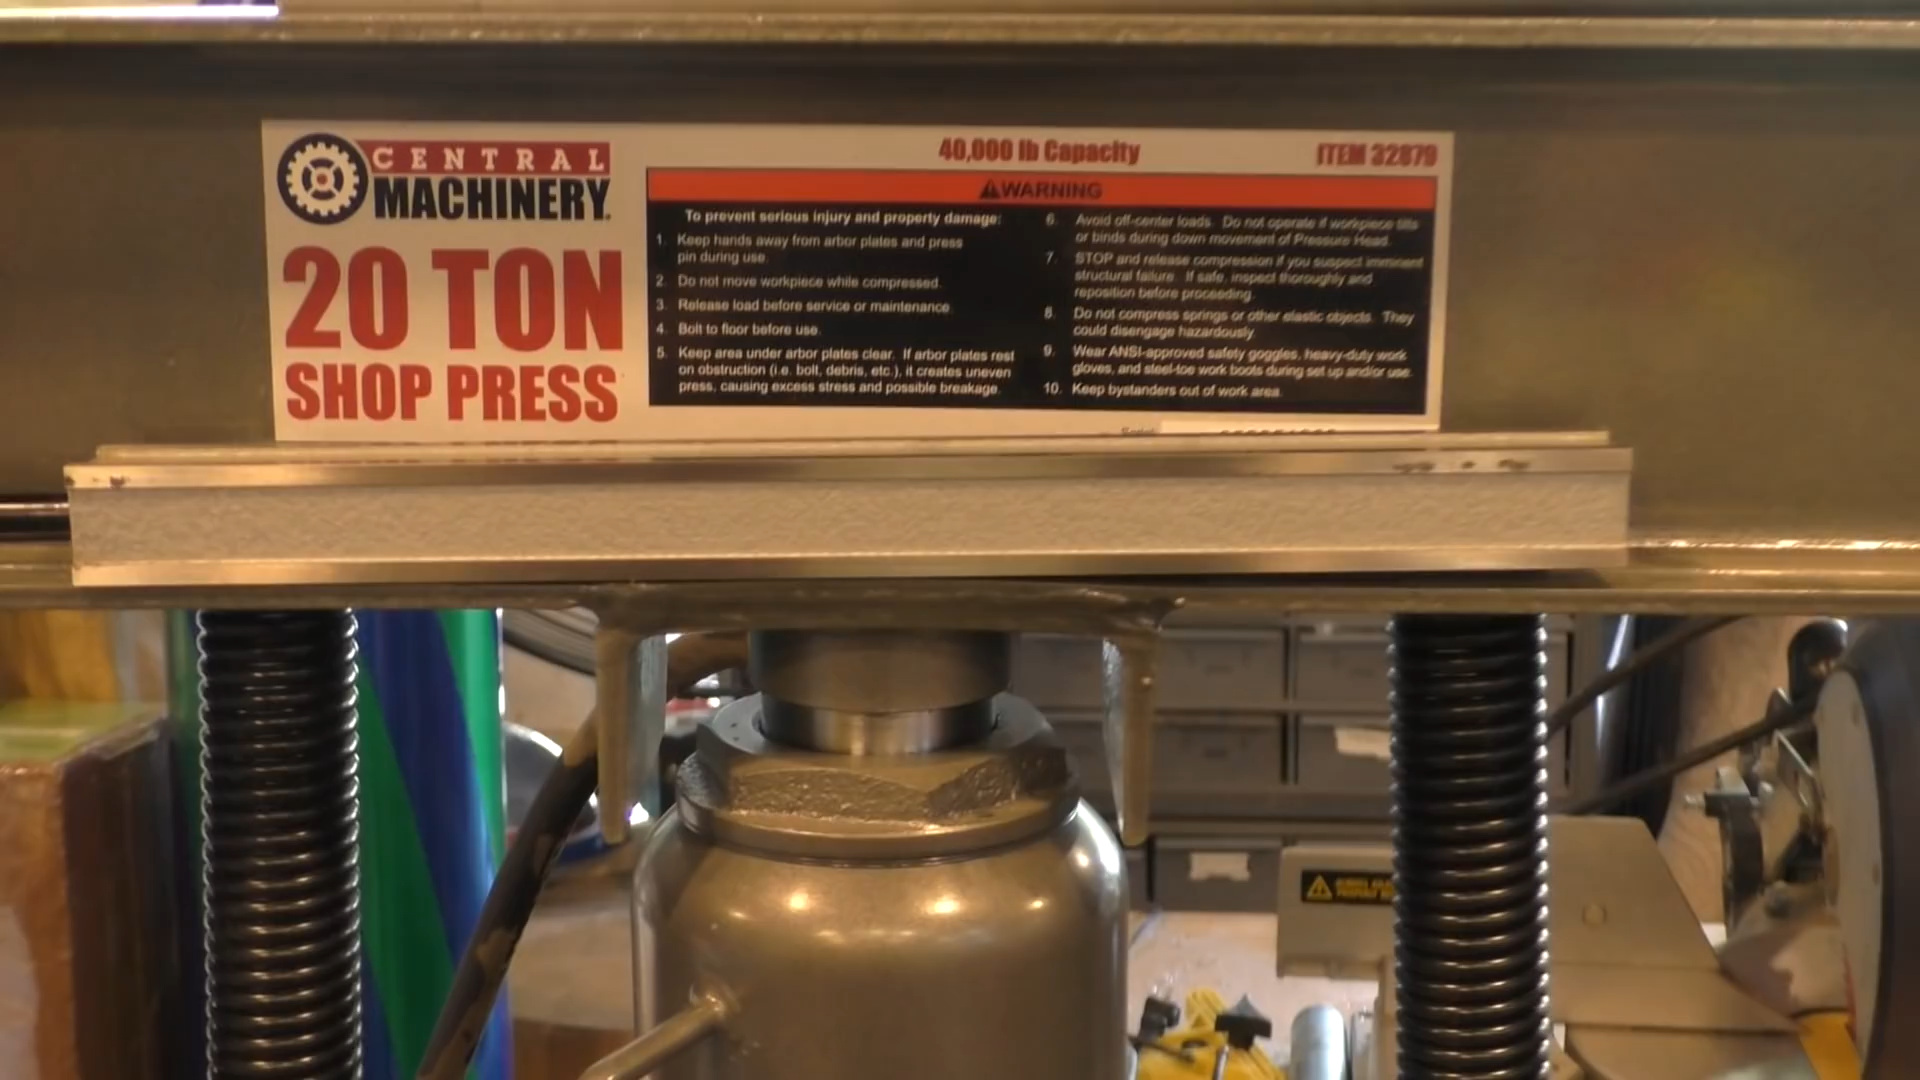 CENTRAL
MACHINERY
20 TON
SHOP PRESS
40,000 lb Capacity
ITEM 32879
WARNING
To prevent serious injury and property damage:
1. Keep hands away from arbor plates and press
pin during use.
2. Do not move workpiece while compressed.
3. Release load before service or maintenance.
4. Bolt to floor before use.
5. Keep area under arbor plates clear. If arbor plates rest
on obstruction (i.e. bolt, debris, etc.), it creates uneven
press, causing excess stress and possible breakage.
6. Avoid off-center loads. Do not operate if workpiece tilts
or binds during down movement of Pressure Head.
7. STOP and release compression if you suspect imminent
structural failure. If safe, inspect thoroughly and
reposition before proceeding.
8. Do not compress springs or other elastic objects. They
could disengage hazardously.
9. Wear ANSI-approved safety goggles, heavy-duty work
gloves, and steel-toe work boots during set up and/or use.
10. Keep bystanders out of work area.